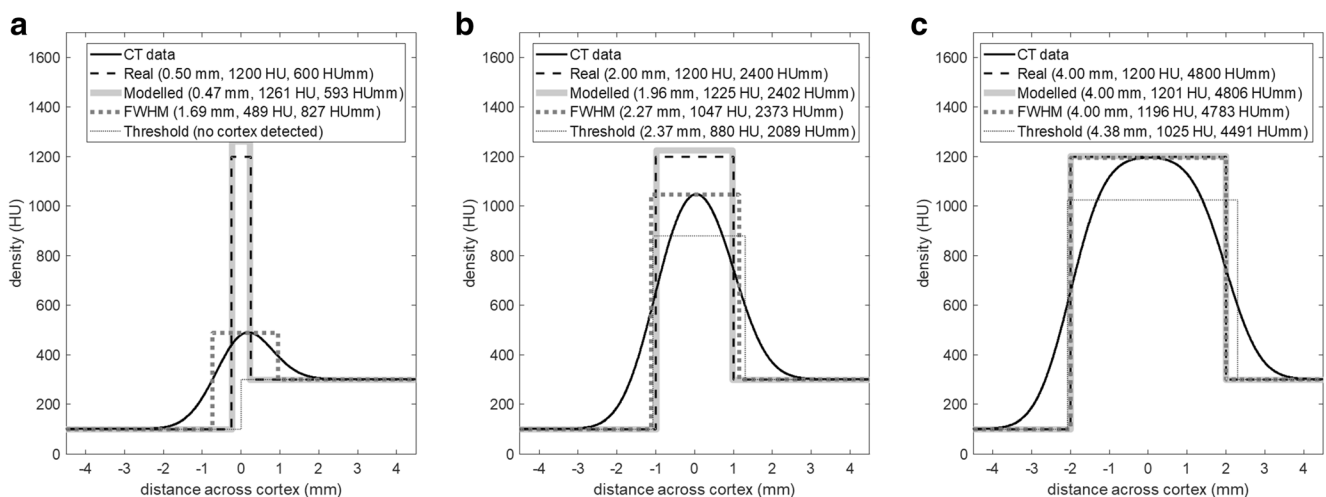 a
CT data
Real (0.50 mm, 1200 HU, 600 HUmm)
Modelled (0.47 mm, 1261 HU, 593 HUmm)
FWHM (1.69 mm, 489 HU, 827 HUmm)
Threshold (no cortex detected)
1600
1400
1200
1000
800
600
400
200
0
density (HU)
-4 -3 -2 -1 0 1 2 3 4
distance across cortex (mm)
b
CT data
Real (2.00 mm, 1200 HU, 2400 HUmm)
Modelled (1.96 mm, 1225 HU, 2402 HUmm)
FWHM (2.27 mm, 1047 HU, 2373 HUmm)
Threshold (2.37 mm, 880 HU, 2089 HUmm)
1600
1400
1200
1000
800
600
400
200
0
density (HU)
-4 -3 -2 -1 0 1 2 3 4
distance across cortex (mm)
c
CT data
Real (4.00 mm, 1200 HU, 4800 HUmm)
Modelled (4.00 mm, 1201 HU, 4806 HUmm)
FWHM (4.00 mm, 1196 HU, 4783 HUmm)
Threshold (4.38 mm, 1025 HU, 4491 HUmm)
1600
1400
1200
1000
800
600
400
200
0
density (HU)
-4 -3 -2 -1 0 1 2 3 4
distance across cortex (mm)